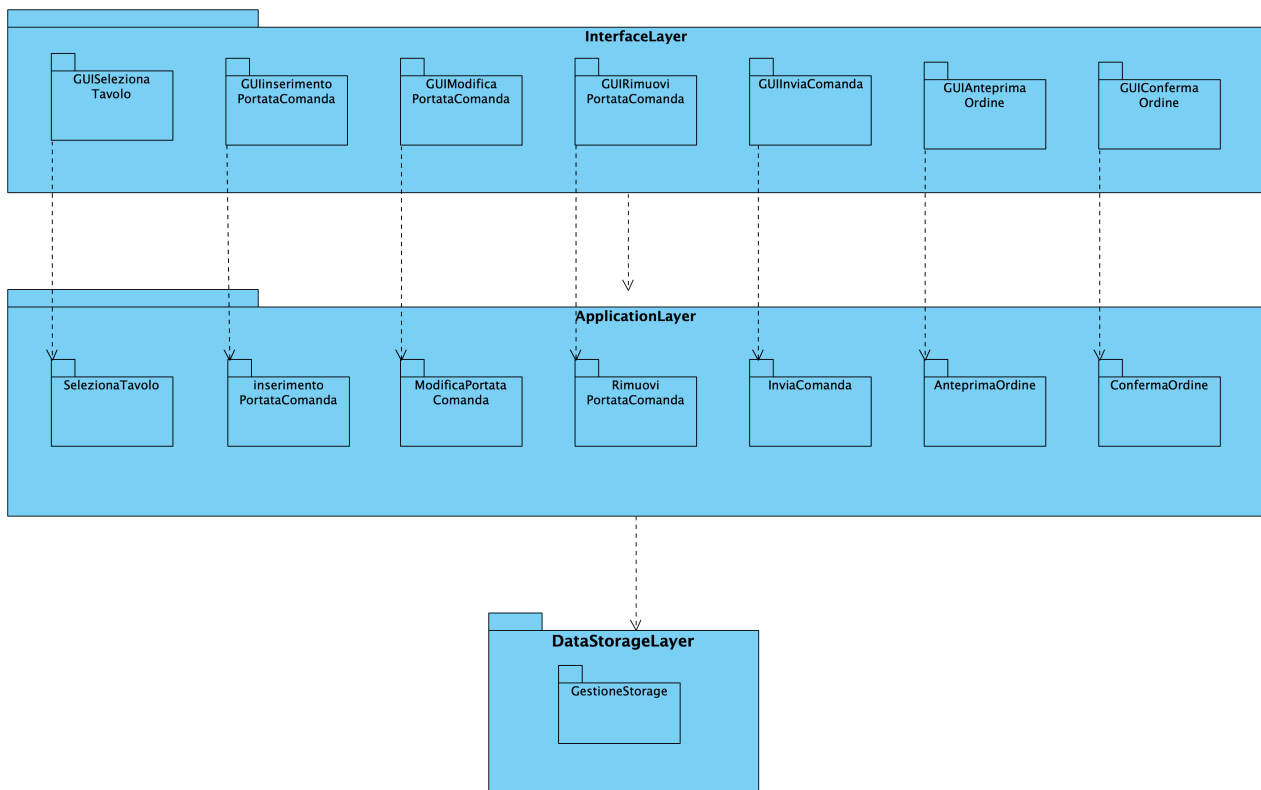 InterfaceLayer
GUISeleziona
Tavolo
GUIinserimento
PortataComanda
GUIModifica
PortataComanda
GUIRimuovi
PortataComanda
GUIInviaComanda
GUIAnteprima
Ordine
GUIConferma
Ordine
ApplicationLayer
SelezionaTavolo
inserimento
PortataComanda
ModificaPortata
Comanda
Rimuovi
PortataComanda
InviaComanda
AnteprimaOrdine
ConfermaOrdine
DataStorageLayer
GestioneStorage